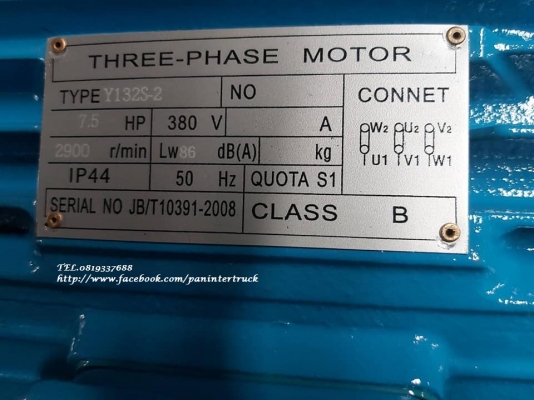 THREE-PHASE MOTOR
TYPE Y132S-2 NO CONNET
7.5 HP 380 V A
W2 U2 V2
2900 r/min Lw86 dB(A) kg
U1 V1 W1
IP44 50 Hz QUOTA S1
SERIAL NO JB/T10391-2008 CLASS B
TEL.0819337688
http://www.facebook.com/panintertruck